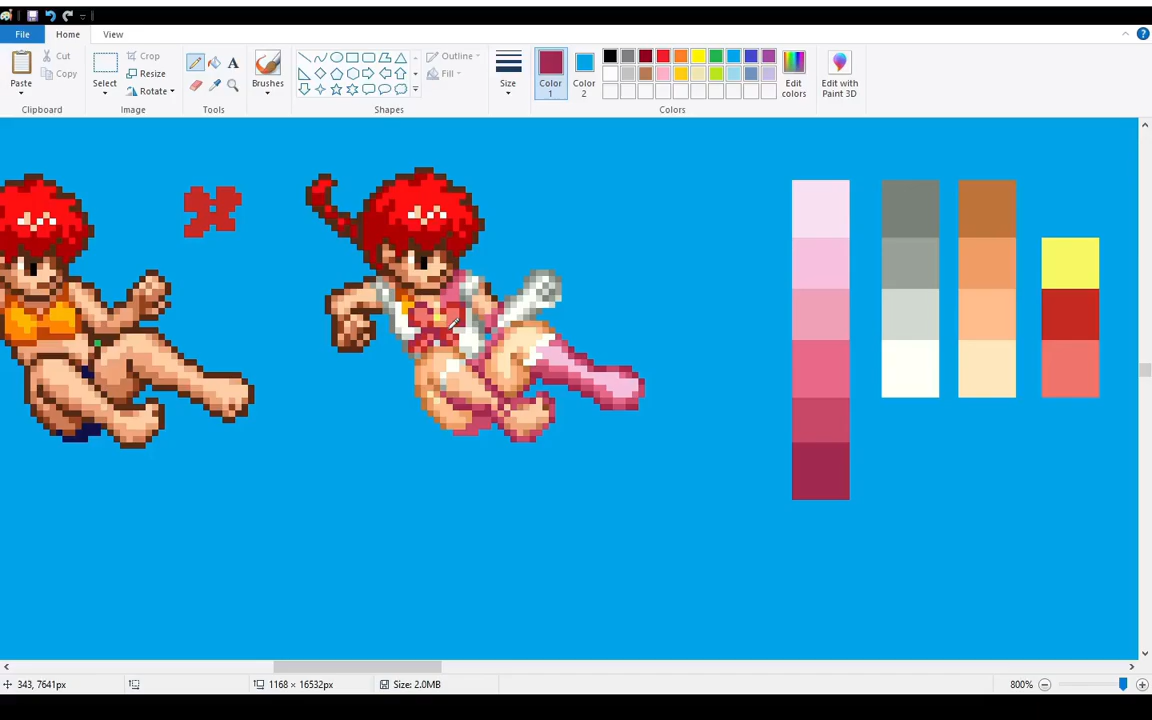 File
Home
View
Paste
Cut
Copy
Clipboard
Select
Crop
Resize
Rotate
Image
A
Tools
Brushes
Outline
Fill
Shapes
Size
Color 1
Color 2
Edit colors
Colors
Edit with Paint 3D
343, 7641px
1168 × 16532px
Size: 2.0MB
800%